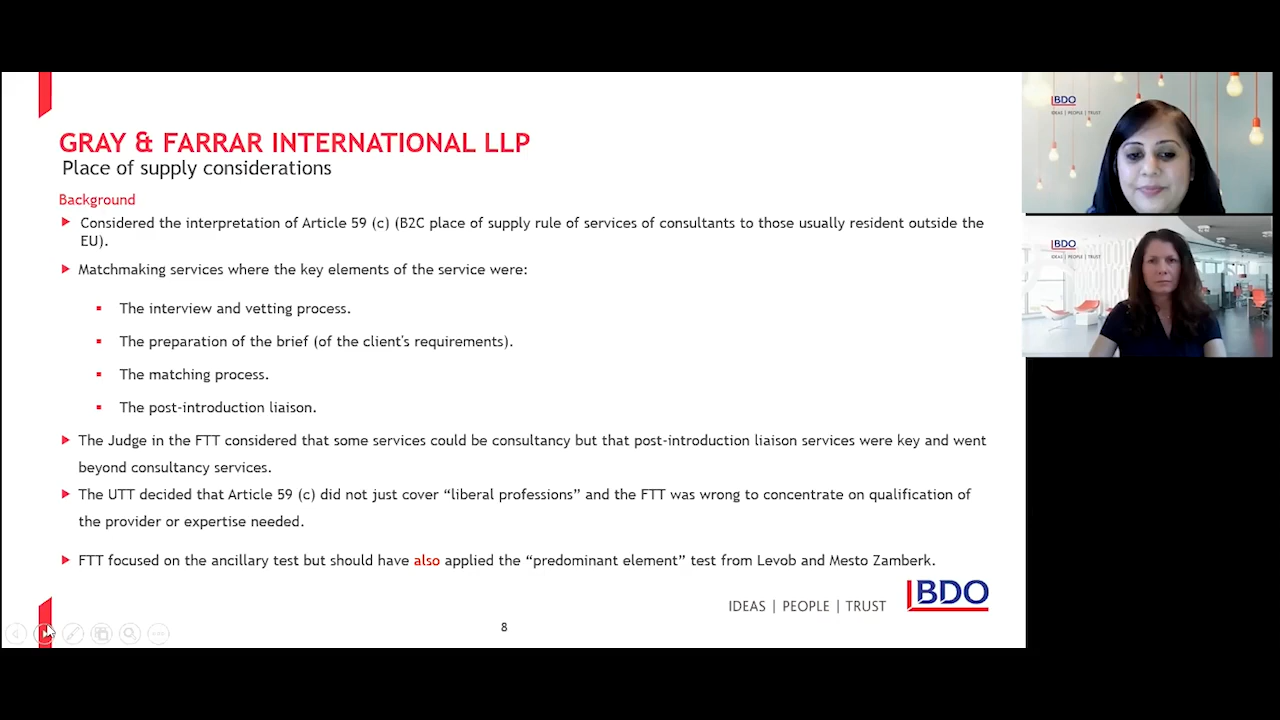 GRAY & FARRAR INTERNATIONAL LLP
Place of supply considerations
Background
Considered the interpretation of Article 59 (c) (B2C place of supply rule of services of consultants to those usually resident outside the
EU).
Matchmaking services where the key elements of the service were:
The interview and vetting process.
The preparation of the brief (of the client's requirements).
The matching process.
The post-introduction liaison.
The Judge in the FTT considered that some services could be consultancy but that post-introduction liaison services were key and went
beyond consultancy services.
The UTT decided that Article 59 (c) did not just cover “liberal professions” and the FTT was wrong to concentrate on qualification of
the provider or expertise needed.
FTT focused on the ancillary test but should have also applied the “predominant element” test from Levob and Mesto Zamberk.
IDEAS | PEOPLE | TRUST
BDO
8
BDO
IDEAS | PEOPLE | TRUST
BDO
IDEAS | PEOPLE | TRUST